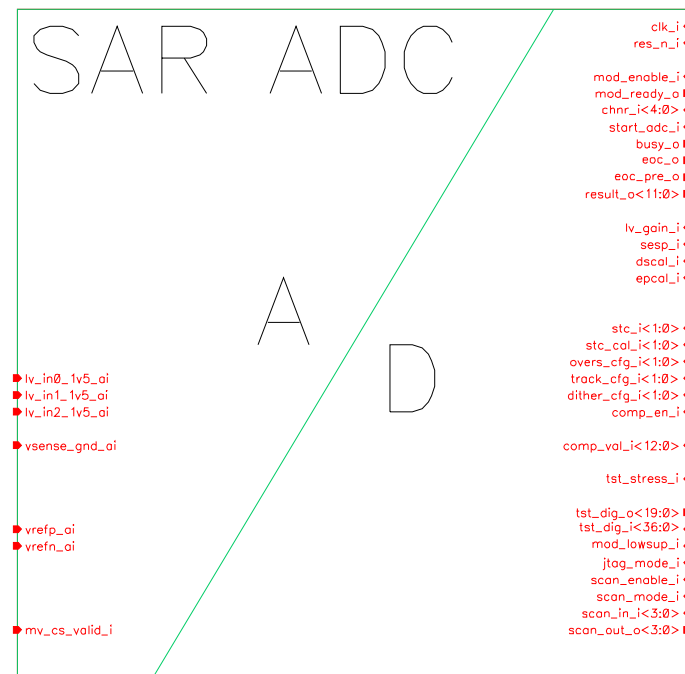 SAR ADC
A
D
lv_in0_1v5_ai
lv_in1_1v5_ai
lv_in2_1v5_ai
vsense_gnd_ai
vrefp_ai
vrefn_ai
mv_cs_valid_i
clk_i
res_n_i
mod_enable_i
mod_ready_o
chnr_i<4:0>
start_adc_i
busy_o
eoc_o
eoc_pre_o
result_o<11:0>
lv_gain_i
sesp_i
dscal_i
epcal_i
stc_i<1:0>
stc_cal_i<1:0>
overs_cfg_i<1:0>
track_cfg_i<1:0>
dither_cfg_i<1:0>
comp_en_i
comp_val_i<12:0>
tst_stress_i
tst_dig_o<19:0>
tst_dig_i<36:0>
mod_lowsup_i
jtag_mode_i
scan_enable_i
scan_mode_i
scan_in_i<3:0>
scan_out_o<3:0>